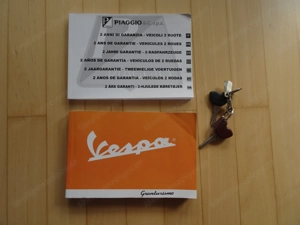 PIAGGIO
2 ANNI DI GARANZIA - VEICOLI 2 RUOTE
2 ANS DE GARANTIE - VEHICULES 2 ROUES
2 JAHRE GARANTIE - 2-RADFAHRZEUGE
2 AÑOS DE GARANTIA - VEHICULOS DE 2 RUEDAS
2 JAAR GARANTIE - TWEEWIELIGE VOERTUIGEN
2 ANOS DE GARANTIA - VEÍCULOS 2 RODAS
2 ÅRS GARANTI - 2-HJULEDE KØRETØJER
Vespa
Granturismo